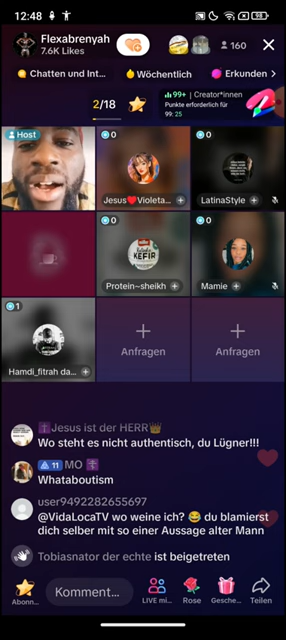 12:48
98
Flexabrenyah
7.6K Likes
160
Chatten und Int...
Wöchentlich
Erkunden
2/18
99+ | Creator*innen
Punkte erforderlich für
99: 25
Host
0
Jesus❤️Violeta...
0
LatinaStyle
KEFIR
0
Protein~sheikh
0
Mamie
1
Hamdi_fitrah da...
Anfragen
Anfragen
✝️Jesus ist der HERR👑
Wo steht es nicht authentisch, du Lügner!!!
11 MO ✝️
Whataboutism
user9492282655697
@VidaLocaTV wo weine ich? 😂 du blamierst
dich selber mit so einer Aussage alter Mann
Tobiasnator der echte ist beigetreten
Abonn...
Komment...
LIVE mi...
Rose
Gesche...
Teilen